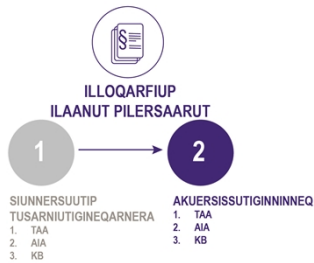 §
ILLOQARFIUP
ILAANUT PILERSAARUT
1
2
SIUNNERSUUTIP
TUSARNIUTIGINEQARNERA
1. TAA
2. AIA
3. KB
AKUERSISSUTIGINNINNEQ
1. TAA
2. AIA
3. KB